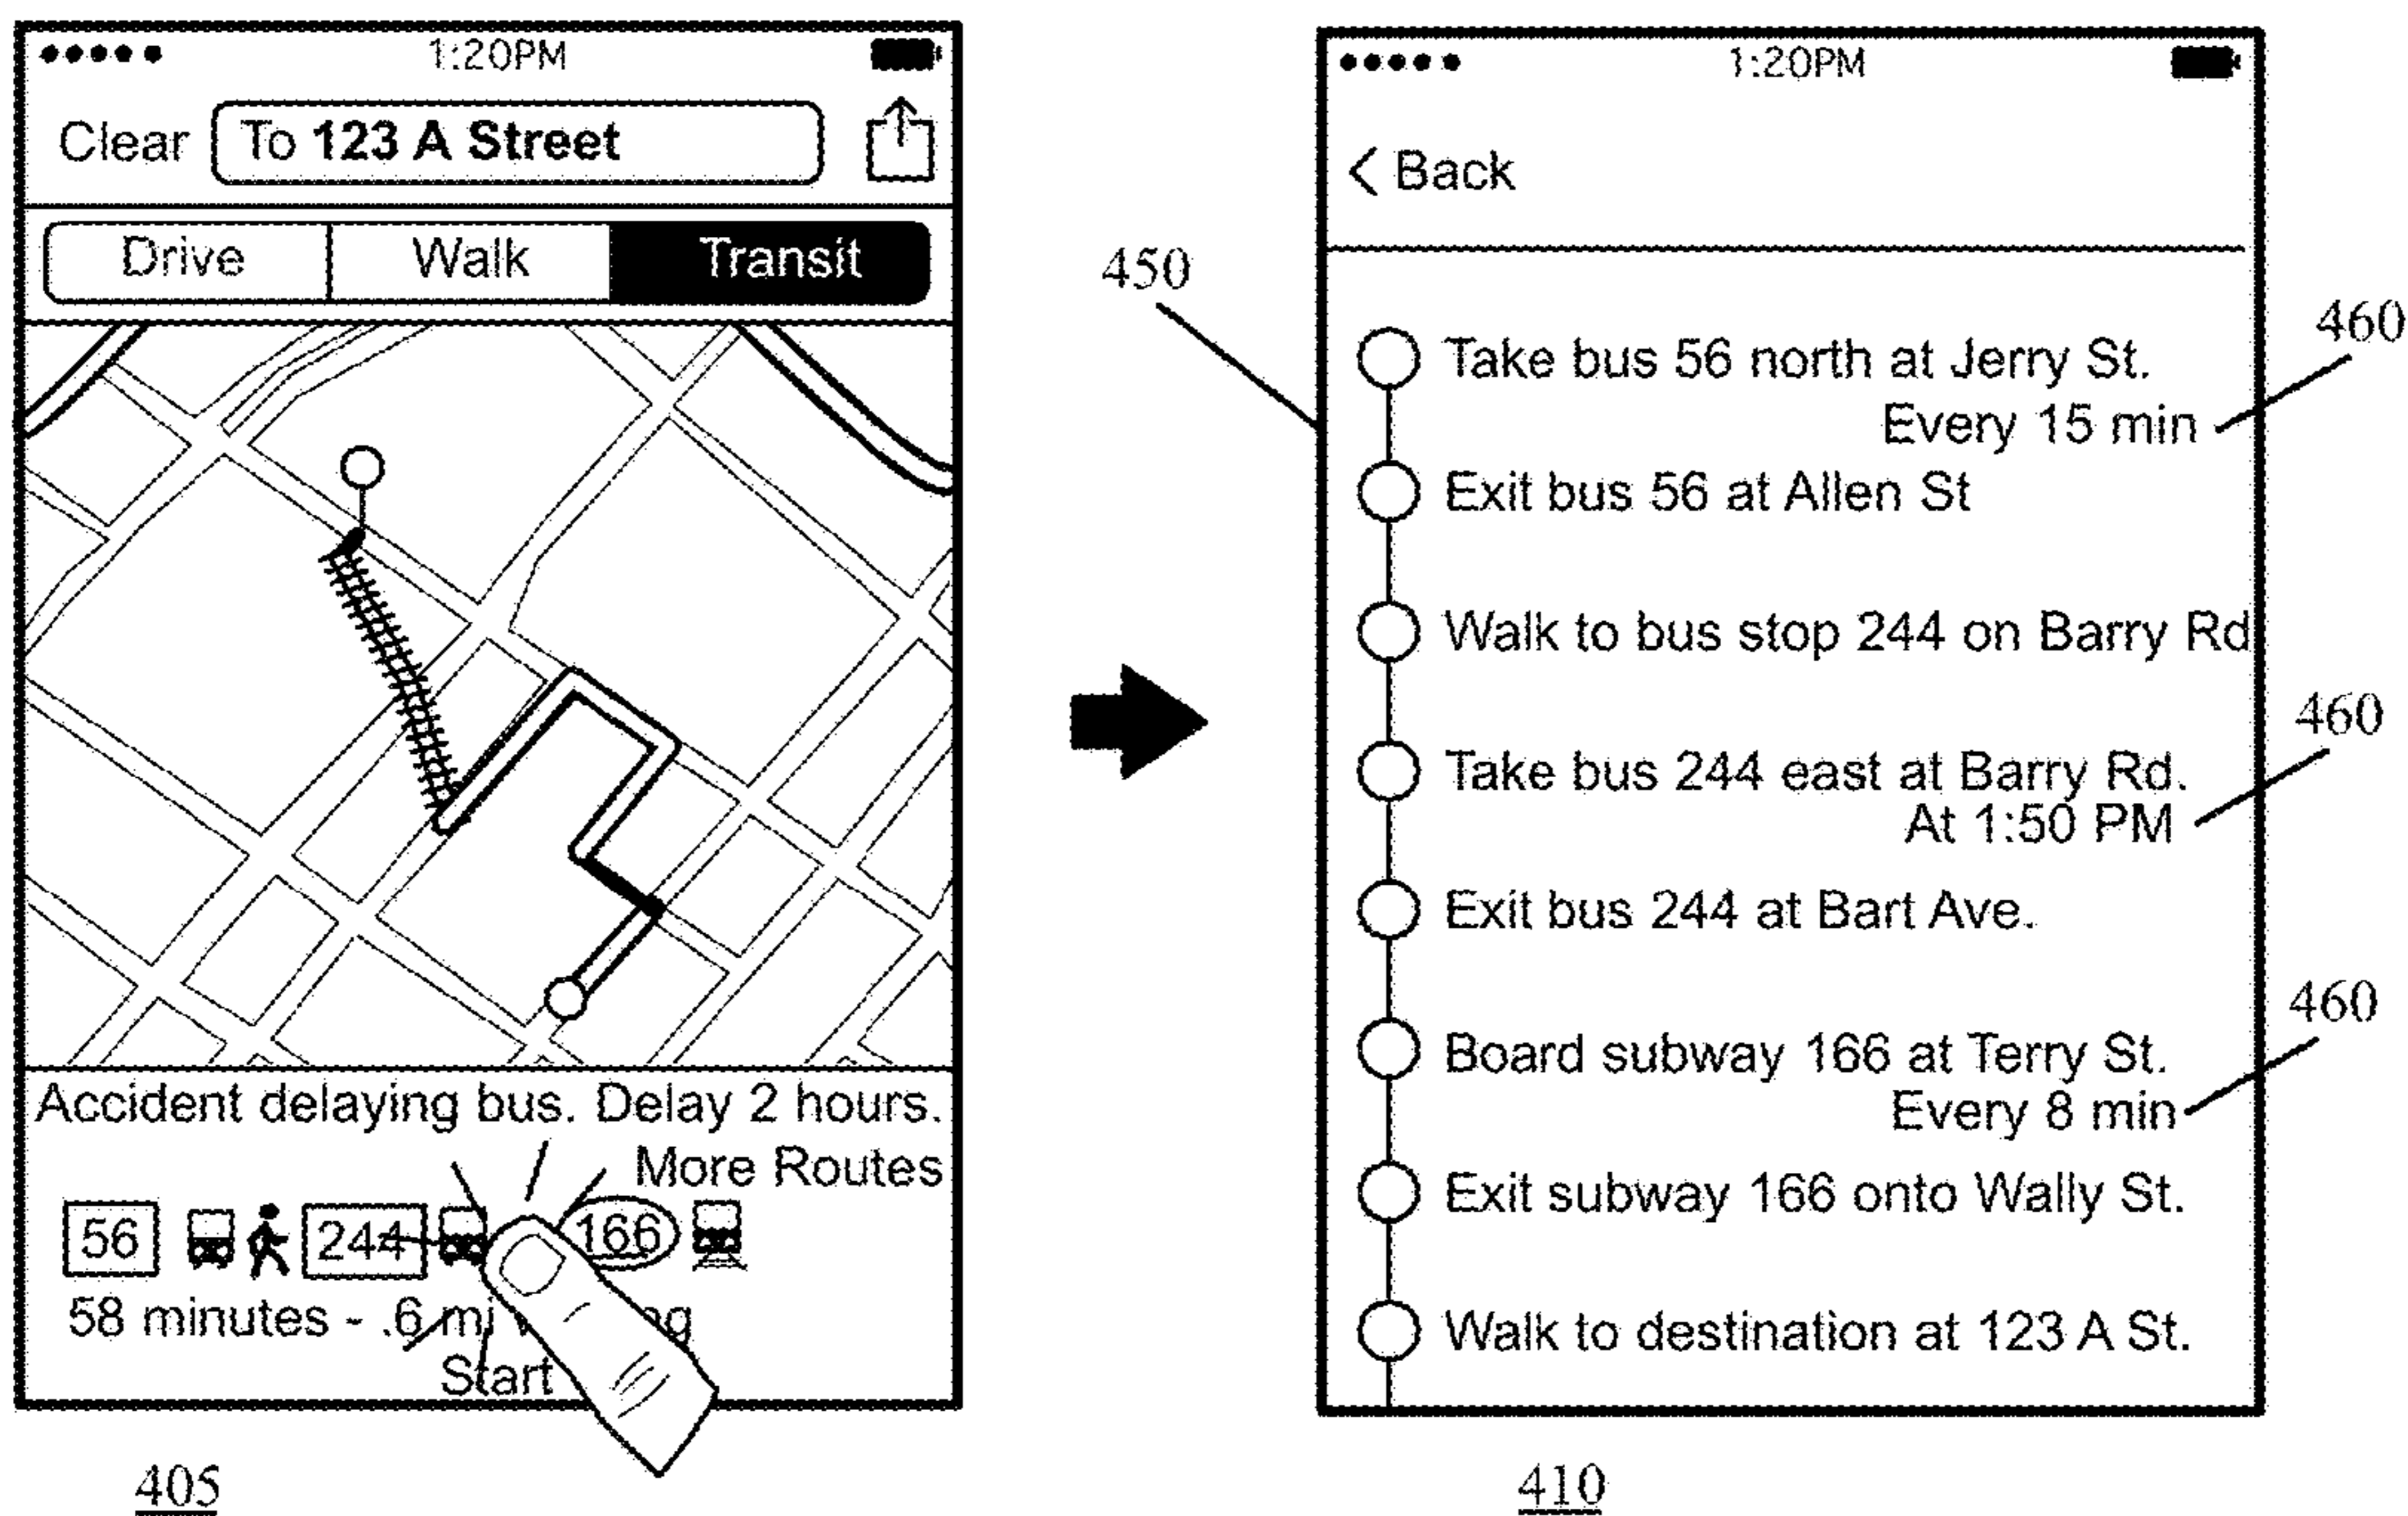 1:20PM
Clear To 123 A Street
Drive Walk Transit
Accident delaying bus. Delay 2 hours.
More Routes
56 244 166
58 minutes - .6 mi
Start
405
1:20PM
< Back
450
460
Take bus 56 north at Jerry St.
Every 15 min
Exit bus 56 at Allen St
Walk to bus stop 244 on Barry Rd
460
Take bus 244 east at Barry Rd.
At 1:50 PM
Exit bus 244 at Bart Ave.
460
Board subway 166 at Terry St.
Every 8 min
Exit subway 166 onto Wally St.
Walk to destination at 123 A St.
410